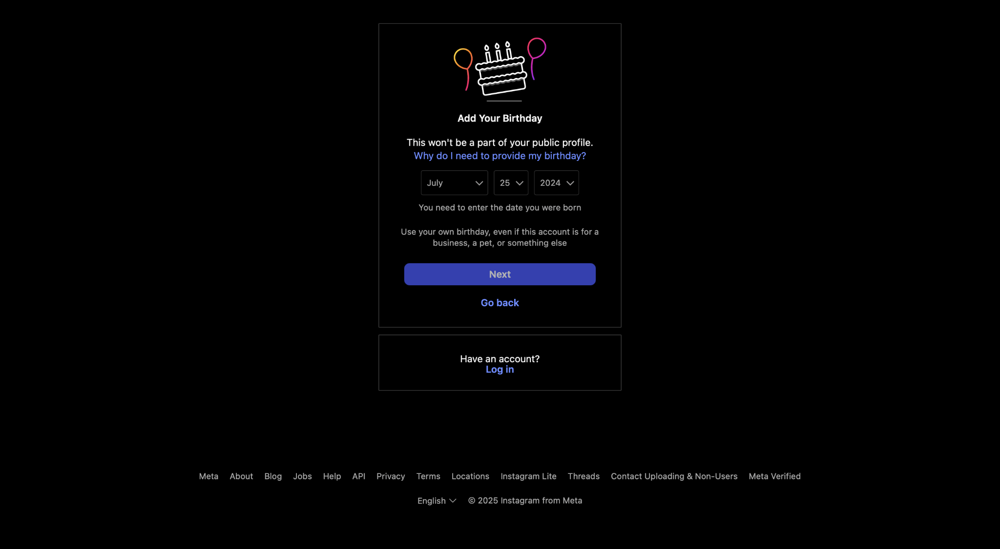 Add Your Birthday
This won't be a part of your public profile.
Why do I need to provide my birthday?
July 25 2024
You need to enter the date you were born
Use your own birthday, even if this account is for a
business, a pet, or something else
Next
Go back
Have an account?
Log in
Meta About Blog Jobs Help API Privacy Terms Locations Instagram Lite Threads Contact Uploading & Non-Users Meta Verified
English © 2025 Instagram from Meta